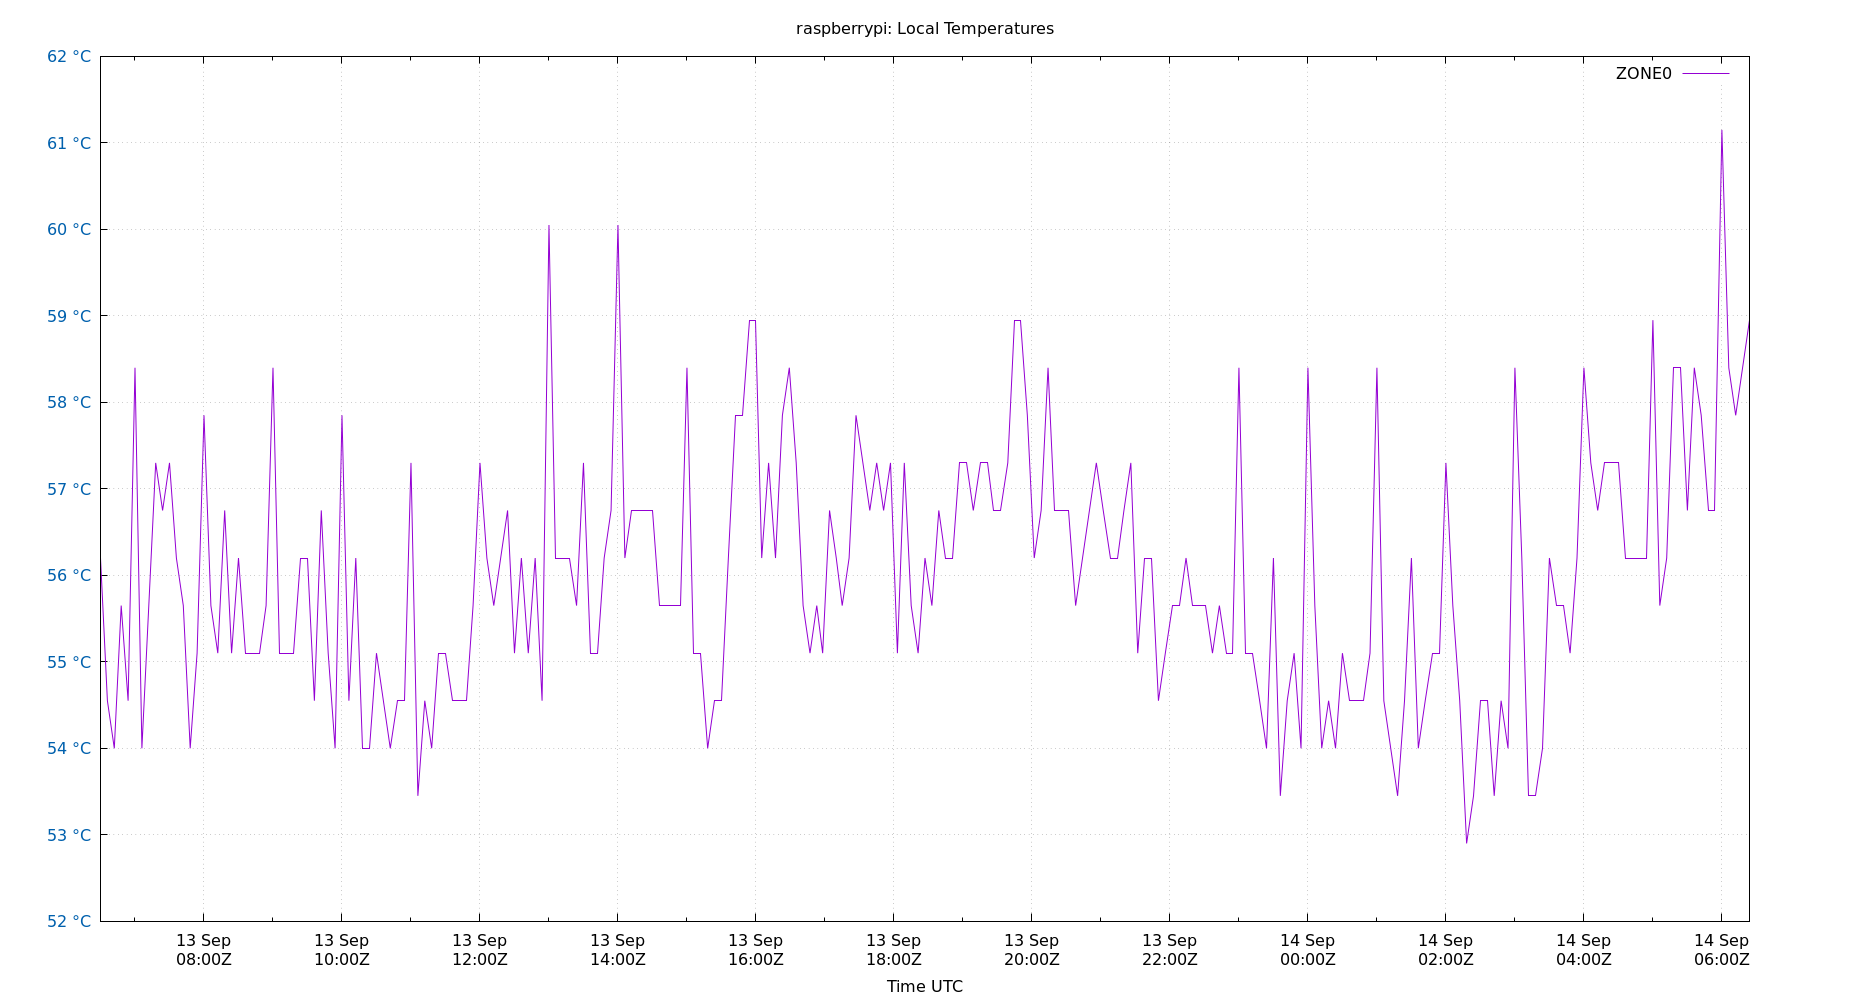 raspberrypi: Local Temperatures
ZONE0
62 °C
61 °C
60 °C
59 °C
58 °C
57 °C
56 °C
55 °C
54 °C
53 °C
52 °C
13 Sep 13 Sep 13 Sep 13 Sep 13 Sep 13 Sep 13 Sep 13 Sep 14 Sep 14 Sep 14 Sep 14 Sep
08:00Z 10:00Z 12:00Z 14:00Z 16:00Z 18:00Z 20:00Z 22:00Z 00:00Z 02:00Z 04:00Z 06:00Z
Time UTC